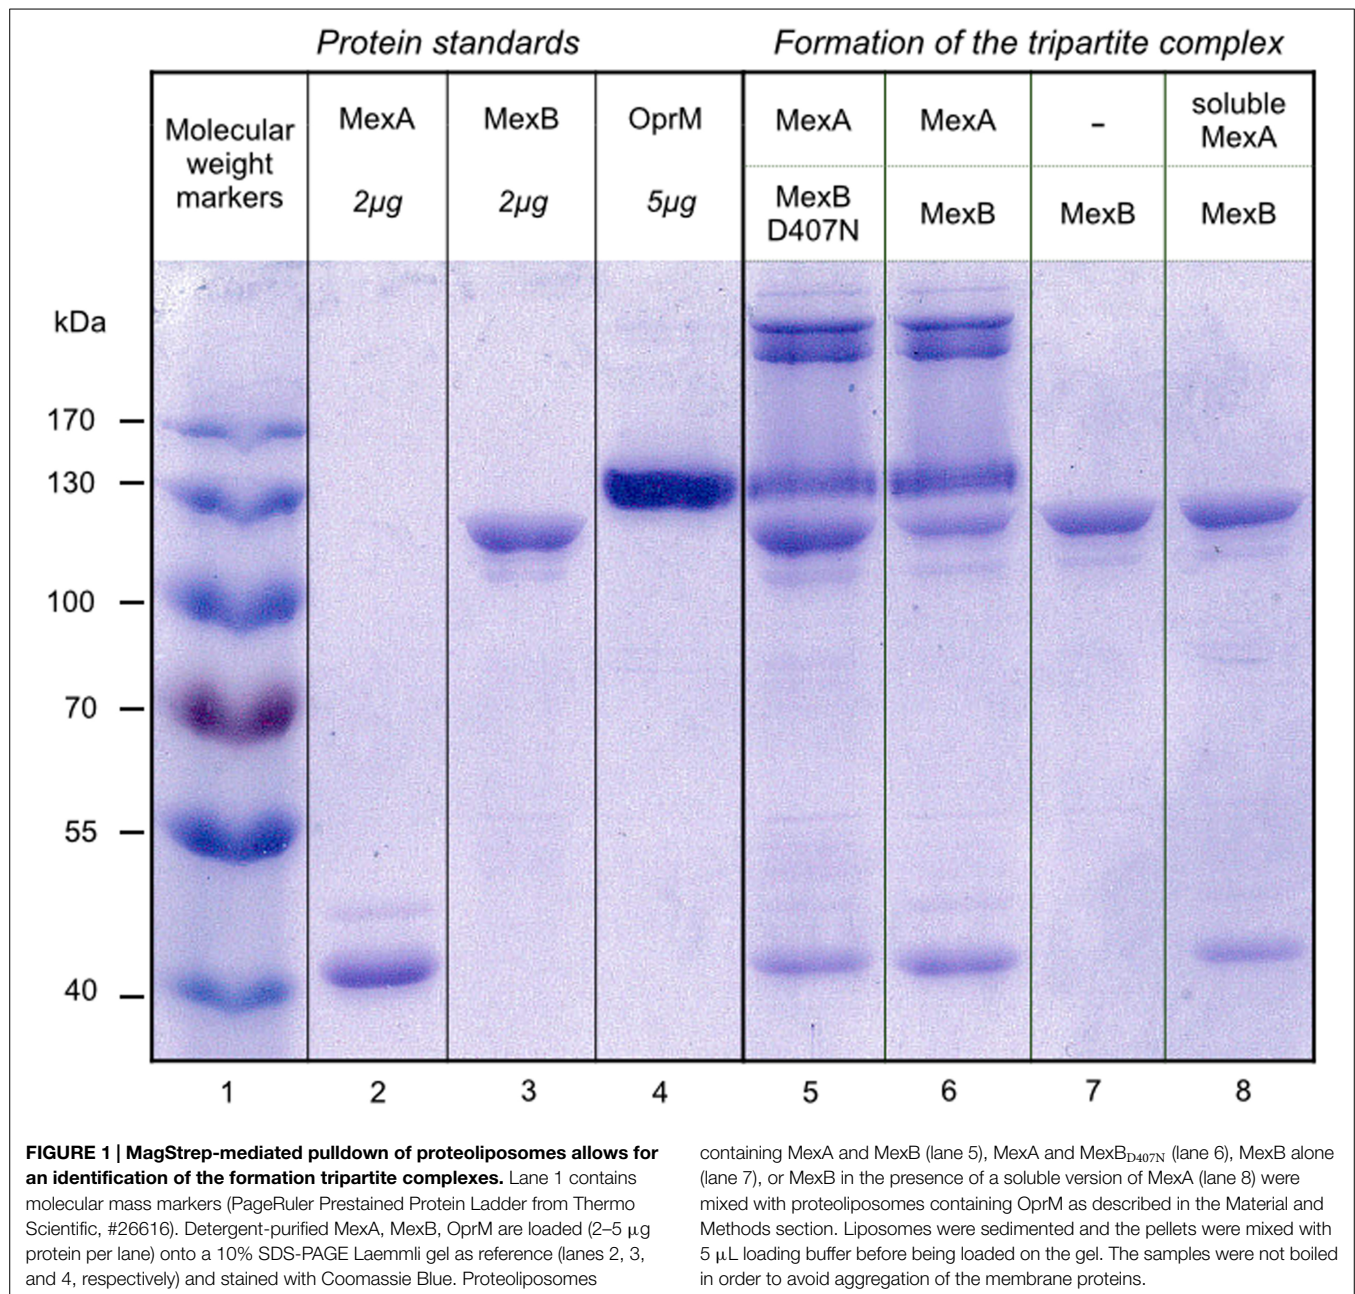 Protein standards
Formation of the tripartite complex
Molecular
weight
markers
MexA
2µg
MexB
2µg
OprM
5µg
MexA
MexB
D407N
MexA
MexB
–
MexB
soluble
MexA
MexB
kDa
170
130
100
70
55
40
1 2 3 4 5 6 7 8
FIGURE 1 | MagStrep-mediated pulldown of proteoliposomes allows for
an identification of the formation tripartite complexes. Lane 1 contains
molecular mass markers (PageRuler Prestained Protein Ladder from Thermo
Scientific, #26616). Detergent-purified MexA, MexB, OprM are loaded (2–5 µg
protein per lane) onto a 10% SDS-PAGE Laemmli gel as reference (lanes 2, 3,
and 4, respectively) and stained with Coomassie Blue. Proteoliposomes
containing MexA and MexB (lane 5), MexA and MexBD407N (lane 6), MexB alone
(lane 7), or MexB in the presence of a soluble version of MexA (lane 8) were
mixed with proteoliposomes containing OprM as described in the Material and
Methods section. Liposomes were sedimented and the pellets were mixed with
5 µL loading buffer before being loaded on the gel. The samples were not boiled
in order to avoid aggregation of the membrane proteins.